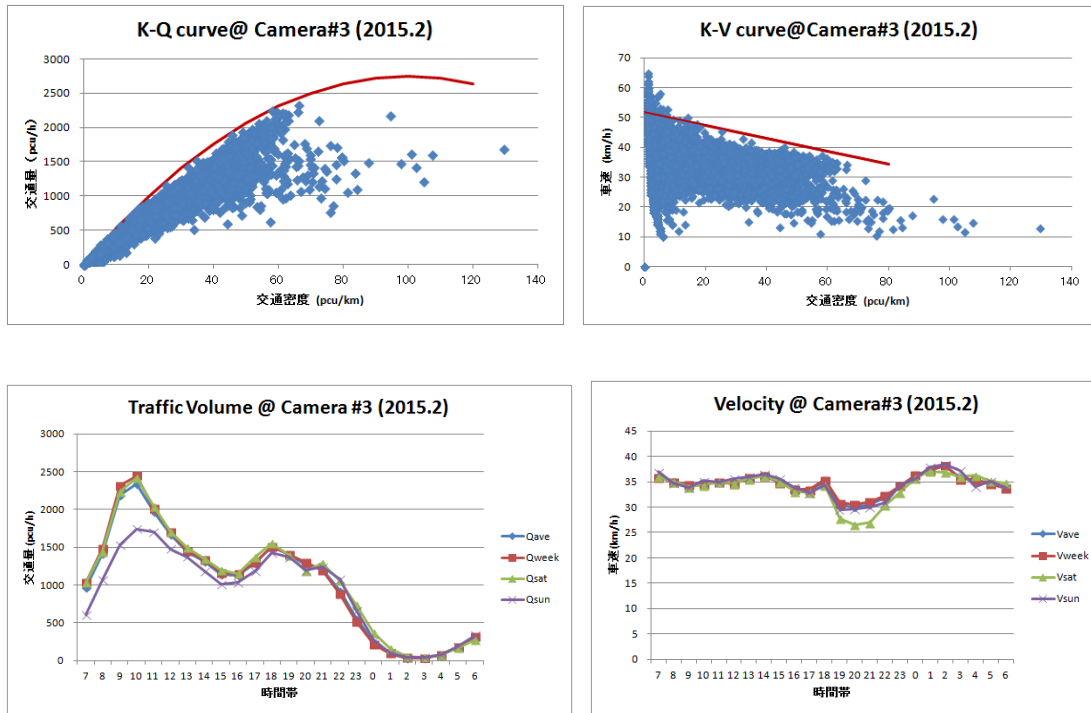 K-Q curve@ Camera#3 (2015.2)
交通量 (pcu/h)
3000
2500
2000
1500
1000
500
0
0 20 40 60 80 100 120 140
交通密度 (pcu/km)
K-V curve@Camera#3 (2015.2)
車速 (km/h)
70
60
50
40
30
20
10
0
0 20 40 60 80 100 120 140
交通密度 (pcu/km)
Traffic Volume @ Camera #3 (2015.2)
交通量 (pcu/h)
3000
2500
2000
1500
1000
500
0
7 8 9 10 11 12 13 14 15 16 17 18 19 20 21 22 23 0 1 2 3 4 5 6
時間帯
Qave
Qweek
Qsat
Qsun
Velocity @ Camera#3 (2015.2)
車速(km/h)
45
40
35
30
25
20
15
10
5
0
7 8 9 10 11 12 13 14 15 16 17 18 19 20 21 22 23 0 1 2 3 4 5 6
時間帯
Vave
Vweek
Vsat
Vsun